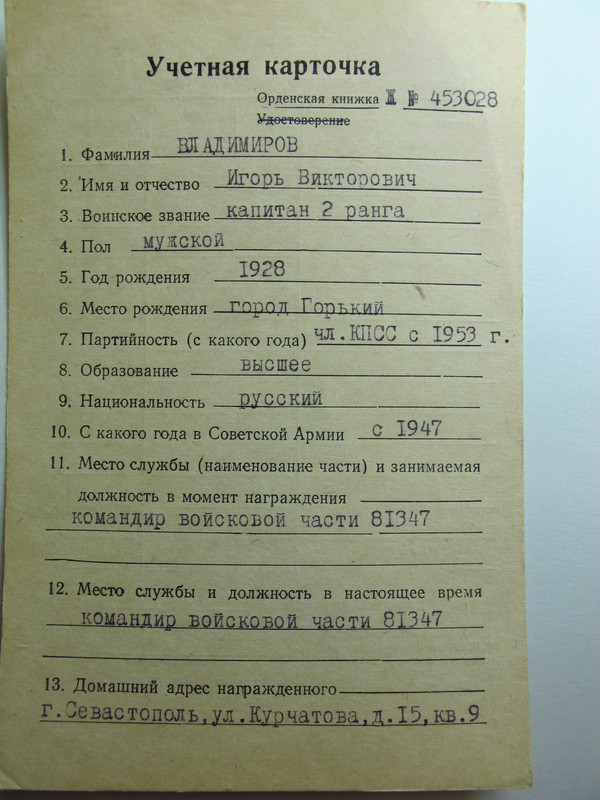 Учетная карточка
Орденская книжка Ж № 453028
Удостоверение
1. Фамилия ВЛАДИМИРОВ
2. Имя и отчество Игорь Викторович
3. Воинское звание капитан 2 ранга
4. Пол мужской
5. Год рождения 1928
6. Место рождения город Горький
7. Партийность (с какого года) чл.КПСС с 1953 г.
8. Образование высшее
9. Национальность русский
10. С какого года в Советской Армии с 1947
11. Место службы (наименование части) и занимаемая
должность в момент награждения
командир войсковой части 81347
12. Место службы и должность в настоящее время
командир войсковой части 81347
13. Домашний адрес награжденного
г.Севастополь,ул.Курчатова,д.15,кв.9